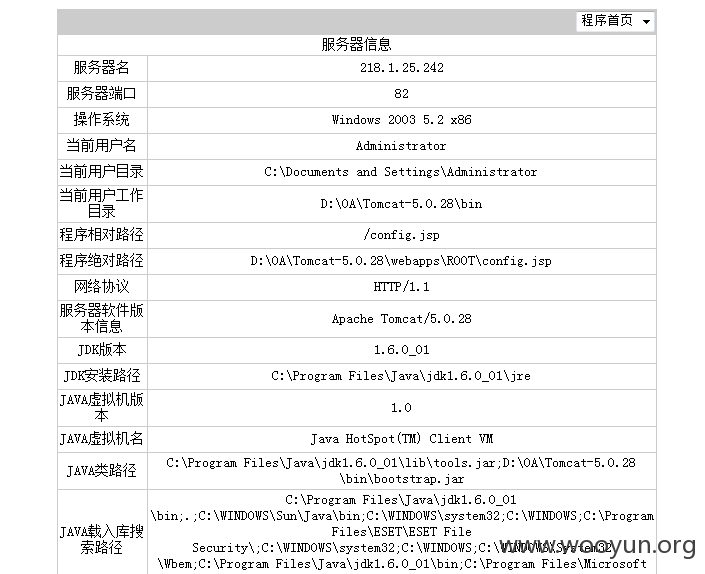 程序首页
服务器信息
服务器名 218.1.25.242
服务器端口 82
操作系统 Windows 2003 5.2 x86
当前用户名 Administrator
当前用户目录 C:\Documents and Settings\Administrator
当前用户工作
目录 D:\OA\Tomcat-5.0.28\bin
程序相对路径 /config.jsp
程序绝对路径 D:\OA\Tomcat-5.0.28\webapps\ROOT\config.jsp
网络协议 HTTP/1.1
服务器软件版
本信息 Apache Tomcat/5.0.28
JDK版本 1.6.0_01
JDK安装路径 C:\Program Files\Java\jdk1.6.0_01\jre
JAVA虚拟机版
本 1.0
JAVA虚拟机名 Java HotSpot(TM) Client VM
JAVA类路径 C:\Program Files\Java\jdk1.6.0_01\lib\tools.jar;D:\OA\Tomcat-5.0.28
\bin\bootstrap.jar
JAVA载入库搜
索路径 C:\Program Files\Java\jdk1.6.0_01
\bin;.;C:\WINDOWS\Sun\Java\bin;C:\WINDOWS\system32;C:\WINDOWS;C:\Program
Files\ESET\ESET File
Security\;C:\WINDOWS\system32;C:\WINDOWS;C:\WINDOWS\System32
\Wbem;C:\Program Files\Java\jdk1.6.0_01\bin;C:\Program Files\Microsoft
www.wooyun.org